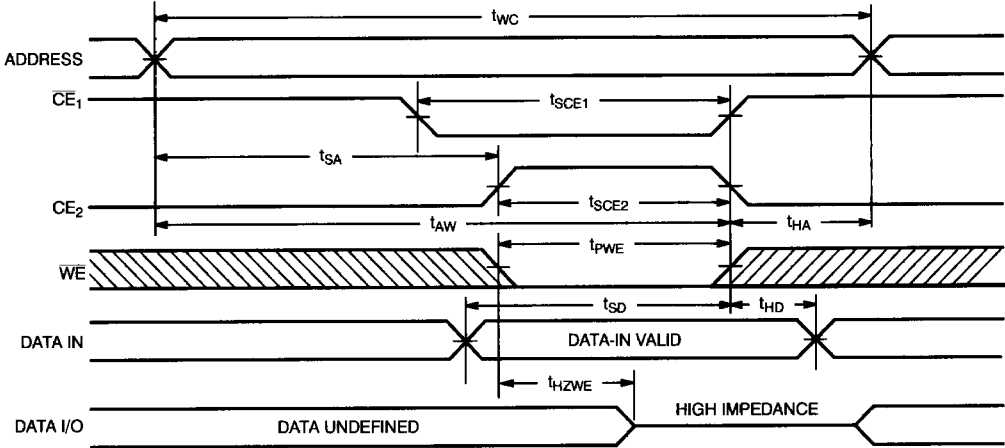 tWC
ADDRESS
CE1
tSCE1
tSA
CE2
tSCE2
tAW
tHA
tPWE
WE
tSD
tHD
DATA IN
DATA-IN VALID
tHZWE
HIGH IMPEDANCE
DATA I/O
DATA UNDEFINED